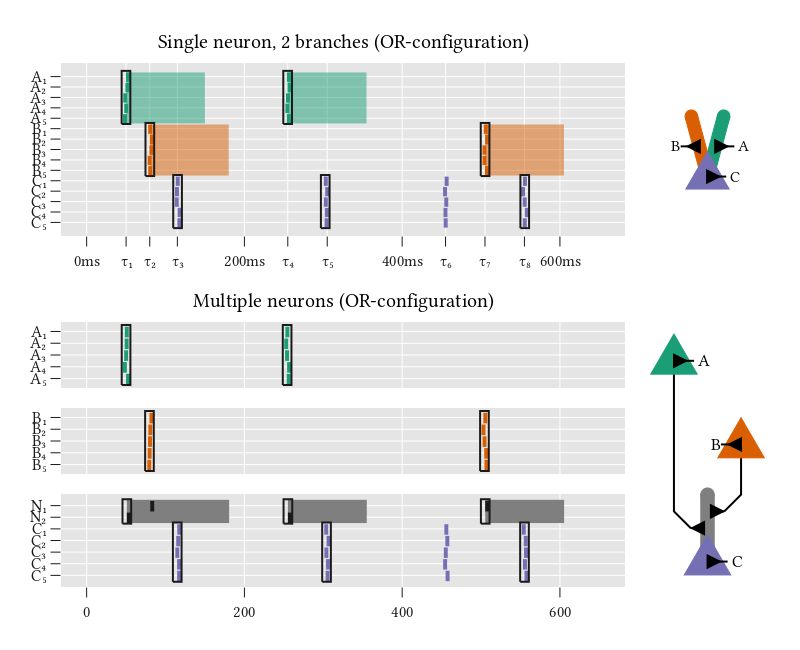 Single neuron, 2 branches (OR-configuration)
A₁
A₂
A₃
A₄
A₅
B₁
B₂
B₃
B₄
B₅
C₁
C₂
C₃
C₄
C₅
0ms τ₁ τ₂ τ₃ 200ms τ₄ τ₅ 400ms τ₆ τ₇ τ₈ 600ms
B A
C
Multiple neurons (OR-configuration)
A₁
A₂
A₃
A₄
A₅
B₁
B₂
B₃
B₄
B₅
N₁
N₂
C₁
C₂
C₃
C₄
C₅
0 200 400 600
A
B
C